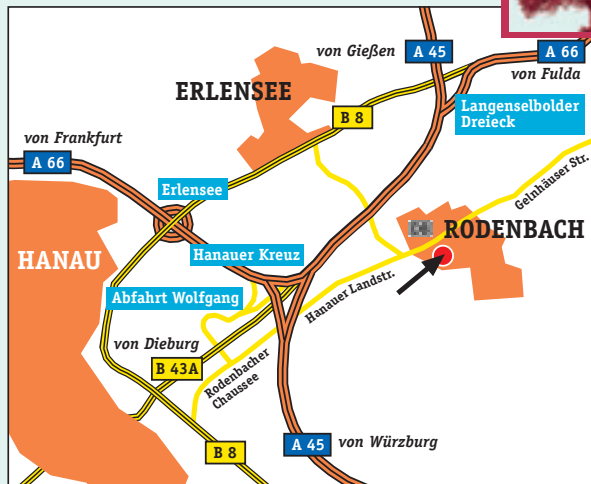 von Gießen
A 45
A 66
von Fulda
ERLENSEE
B 8
Langenselbolder
Dreieck
von Frankfurt
A 66
Erlensee
Gelnhäuser Str.
RODENBACH
HANAU
Hanauer Kreuz
Abfahrt Wolfgang
Hanauer Landstr.
von Dieburg
B 43A
Rodenbacher
Chaussee
B 8
A 45
von Würzburg